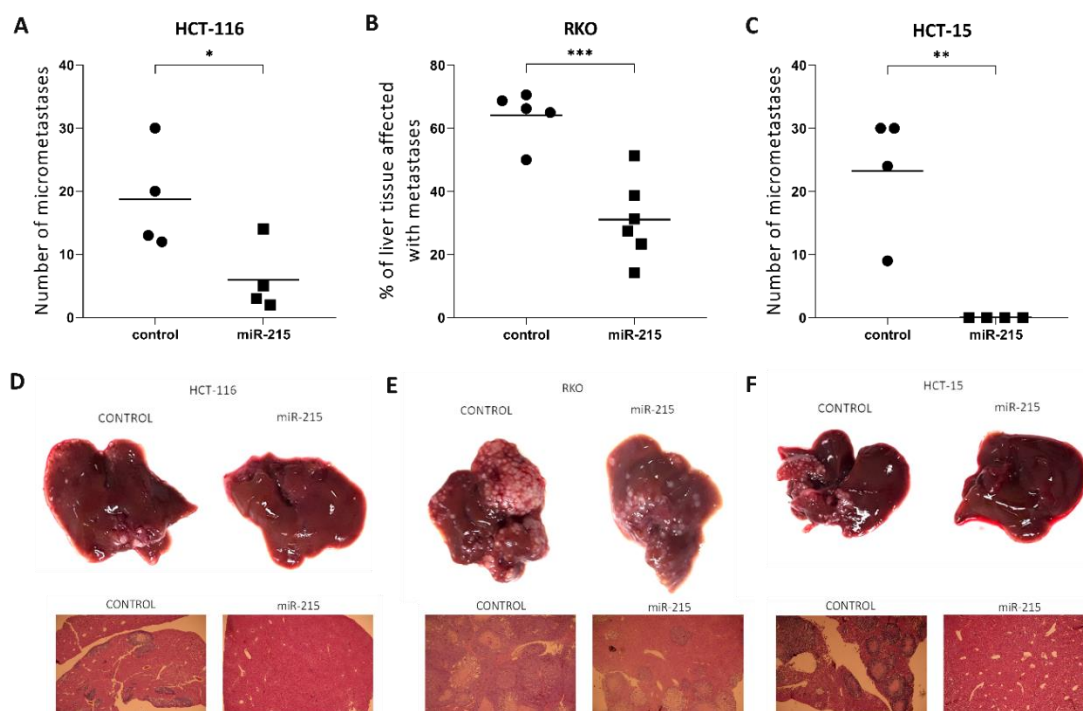 A
HCT-116
*
Number of micrometastases
40
30
20
10
0
control
miR-215
B
RKO
***
% of liver tissue affected
with metastases
80
60
40
20
0
control
miR-215
C
HCT-15
**
Number of micrometastases
40
30
20
10
0
control
miR-215
D
HCT-116
CONTROL
miR-215
CONTROL
miR-215
E
RKO
CONTROL
miR-215
CONTROL
miR-215
F
HCT-15
CONTROL
miR-215
CONTROL
miR-215